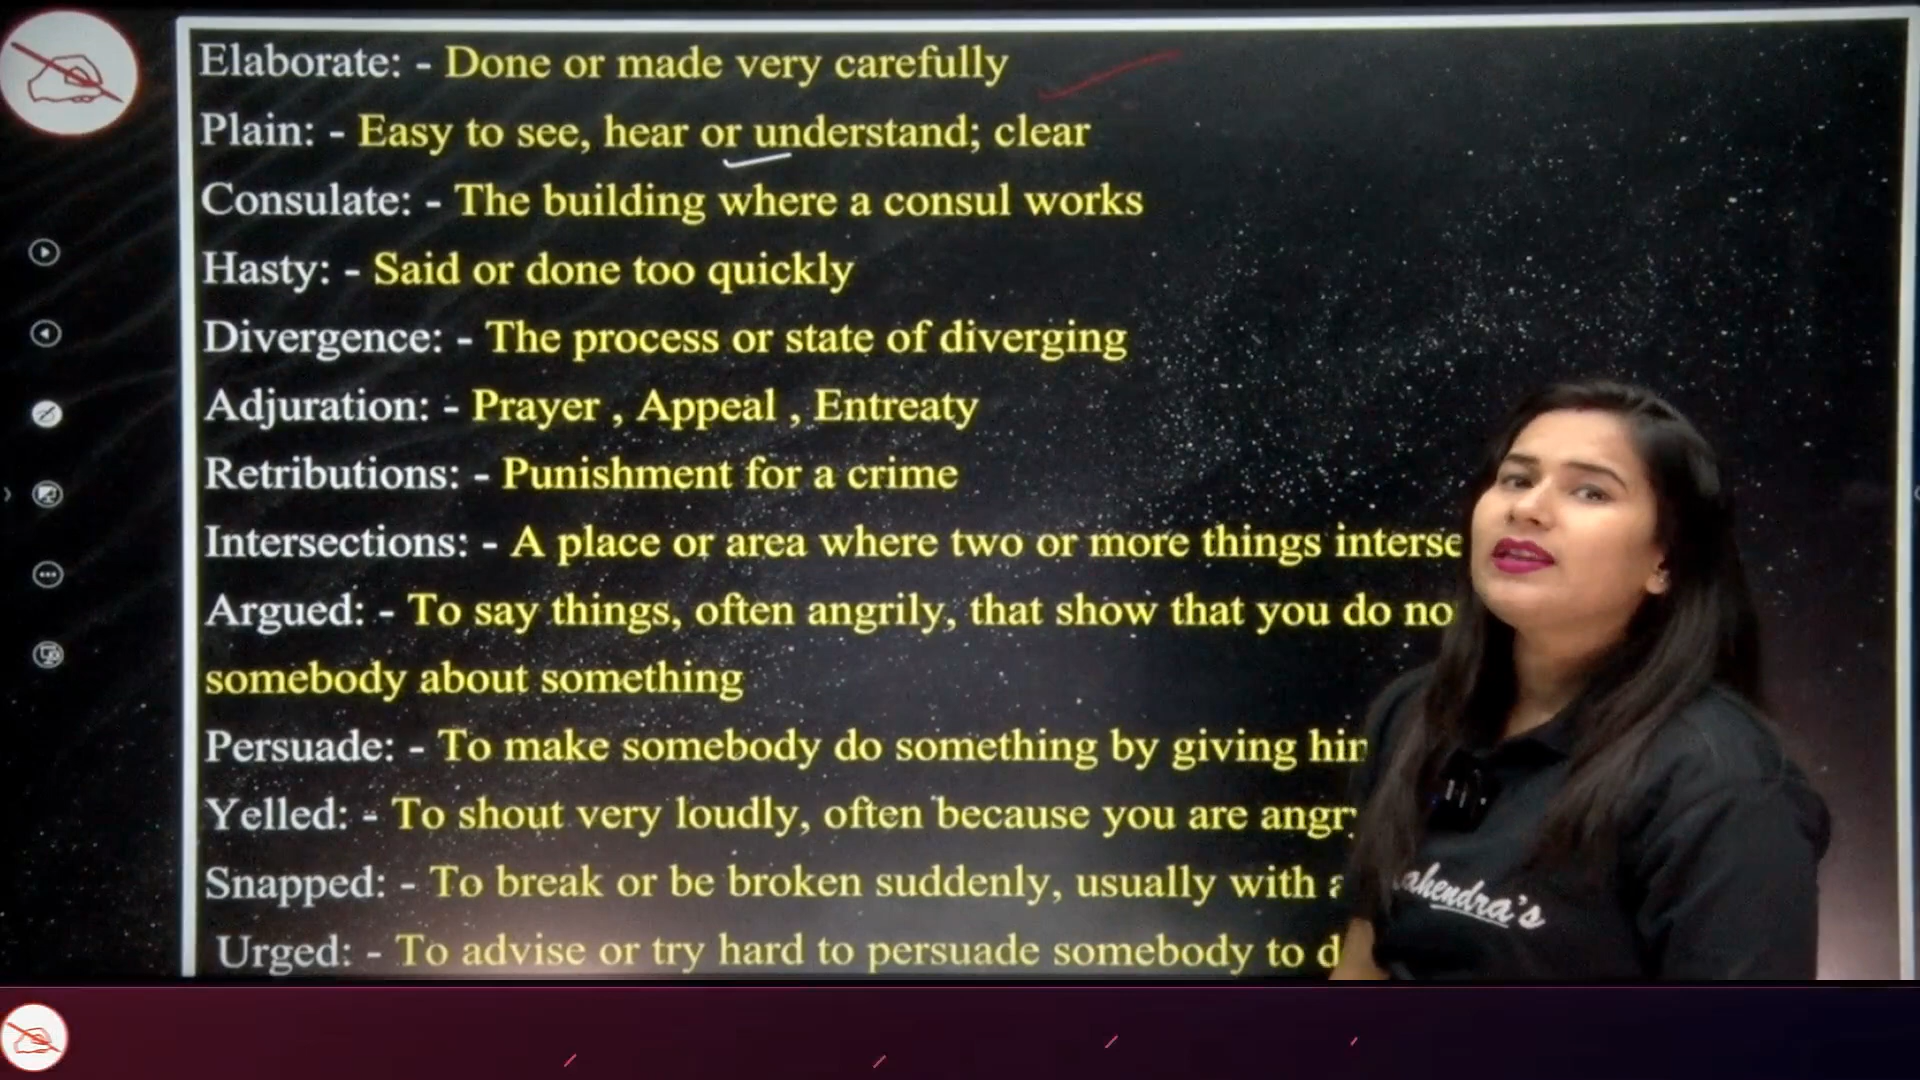 Elaborate: - Done or made very carefully
Plain: - Easy to see, hear or understand; clear
Consulate: - The building where a consul works
Hasty: - Said or done too quickly
Divergence: - The process or state of diverging
Adjuration: - Prayer , Appeal , Entreaty
Retributions: - Punishment for a crime
Intersections: - A place or area where two or more things interse
Argued: - To say things, often angrily, that show that you do no
somebody about something
Persuade: - To make somebody do something by giving
Yelled: - To shout very loudly, often because you are angry
Snapped: - To break or be broken suddenly, usually with a
Urged: - To advise or try hard to persuade somebody to d
ahendra's